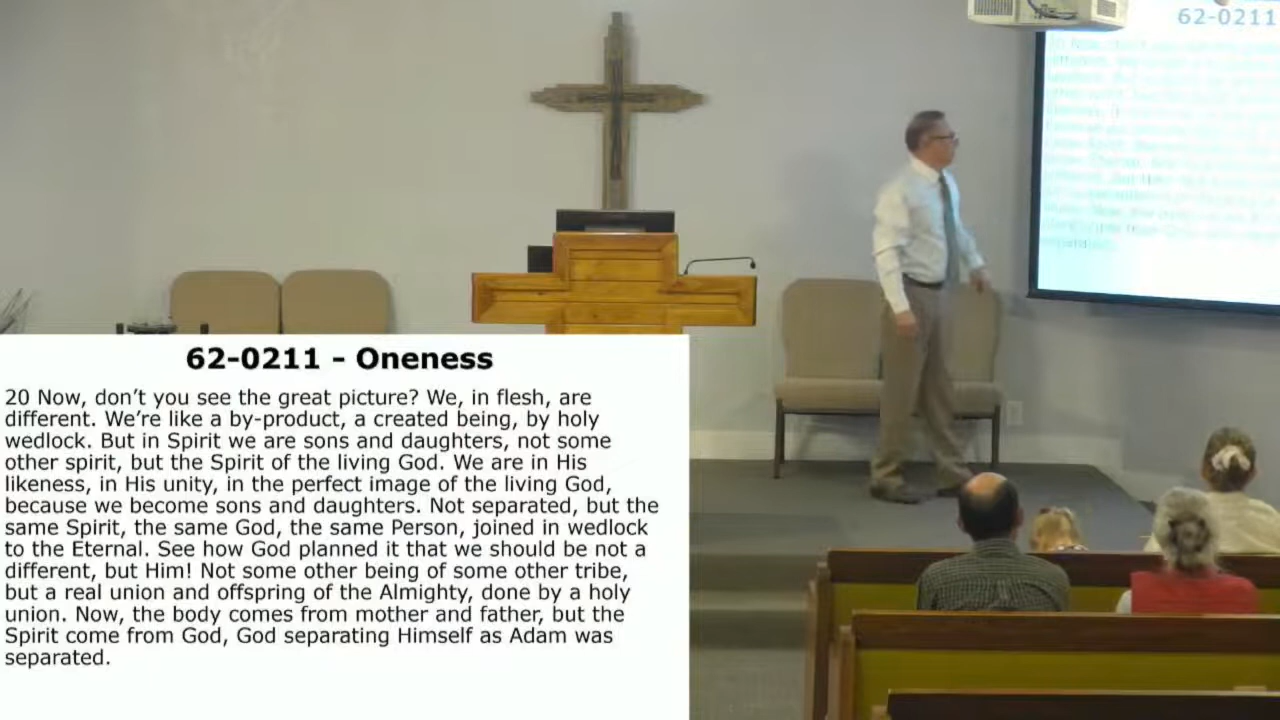 62-0211
62-0211 - Oneness
20 Now, don't you see the great picture? We, in flesh, are
different. We're like a by-product, a created being, by holy
wedlock. But in Spirit we are sons and daughters, not some
other spirit, but the Spirit of the living God. We are in His
likeness, in His unity, in the perfect image of the living God,
because we become sons and daughters. Not separated, but the
same Spirit, the same God, the same Person, joined in wedlock
to the Eternal. See how God planned it that we should be not a
different, but Him! Not some other being of some other tribe,
but a real union and offspring of the Almighty, done by a holy
union. Now, the body comes from mother and father, but the
Spirit come from God, God separating Himself as Adam was
separated.